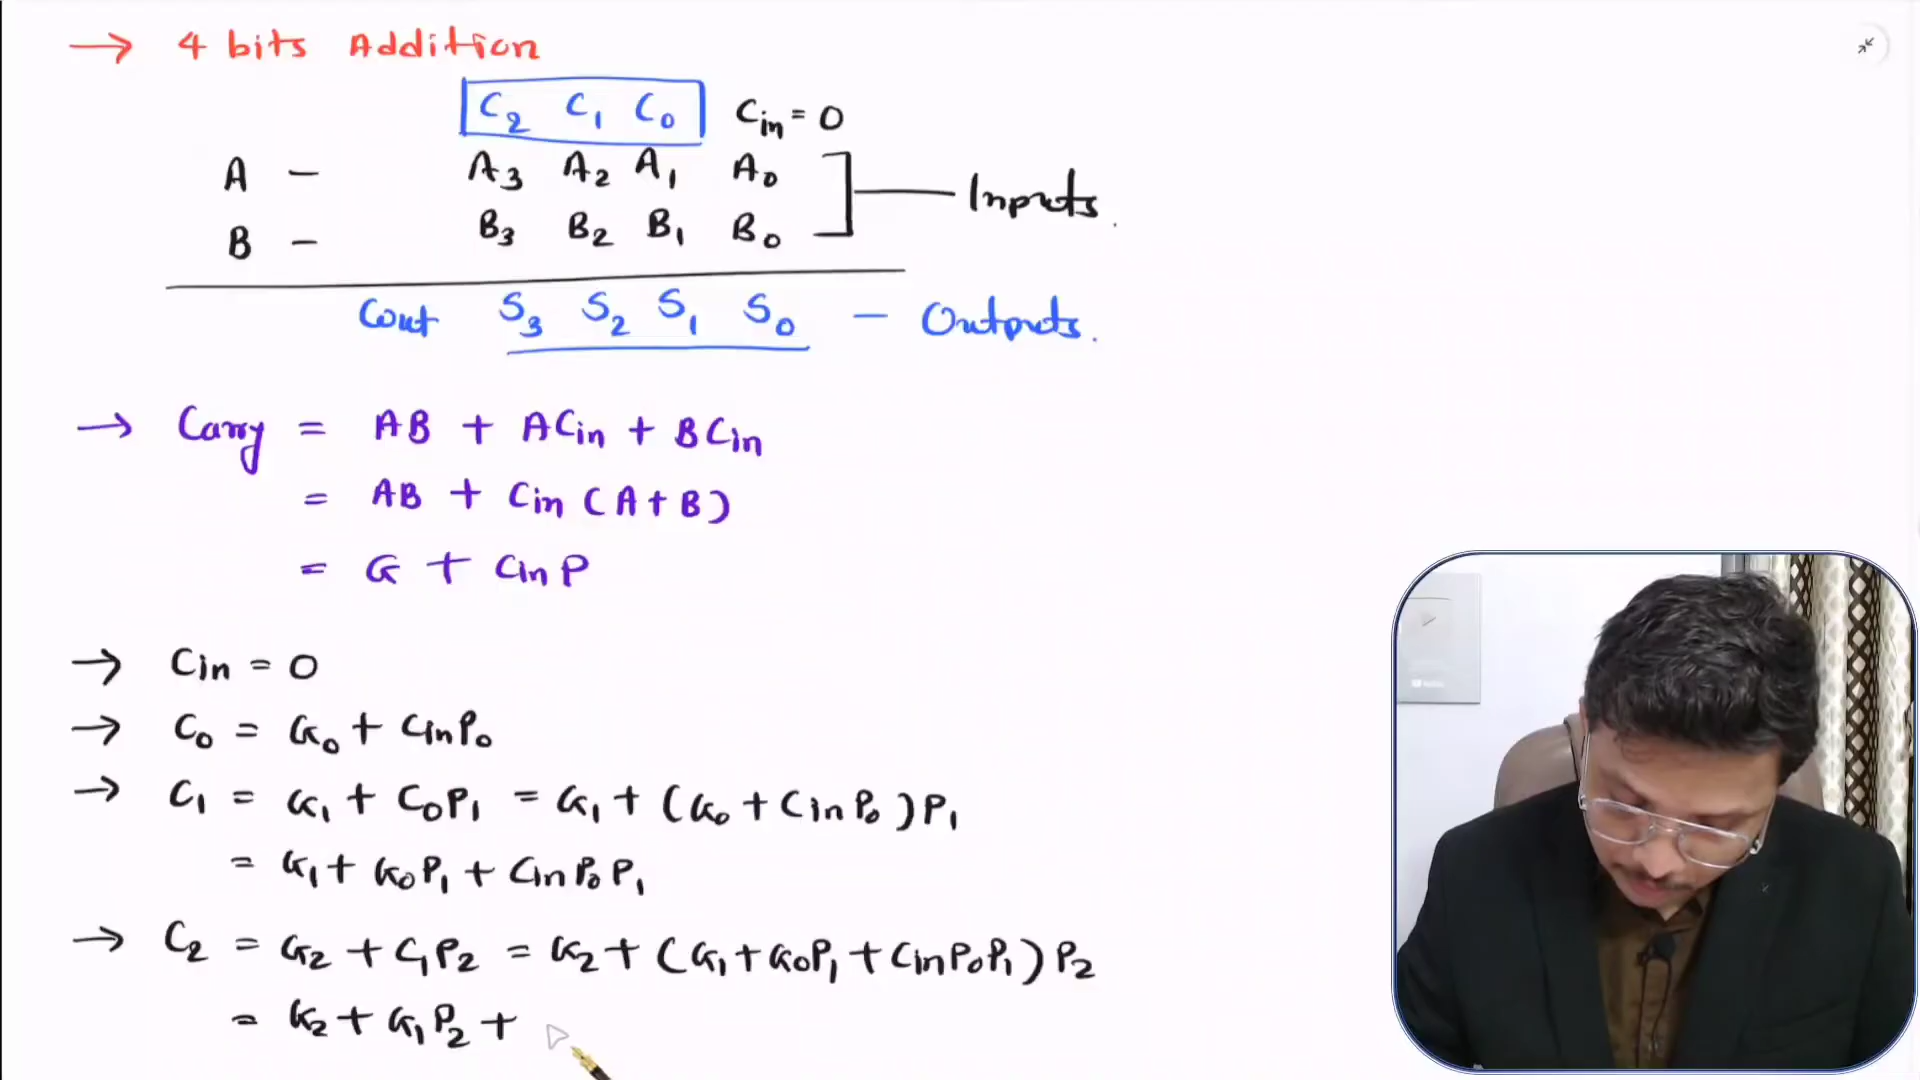 → 4 bits Addition
C₂ C₁ C₀ Cin = 0
A - A₃ A₂ A₁ A₀
B - B₃ B₂ B₁ B₀ Inputs.
Cout S₃ S₂ S₁ S₀ - Outputs.
→ Carry = AB + ACin + BCin
= AB + Cin (A+B)
= G + Cin P
→ Cin = 0
→ C₀ = G₀ + CinP₀
→ C₁ = G₁ + C₀P₁ = G₁ + (G₀ + CinP₀)P₁
= G₁ + G₀P₁ + CinP₀P₁
→ C₂ = G₂ + C₁P₂ = G₂ + (G₁ + G₀P₁ + CinP₀P₁)P₂
= G₂ + G₁P₂ +